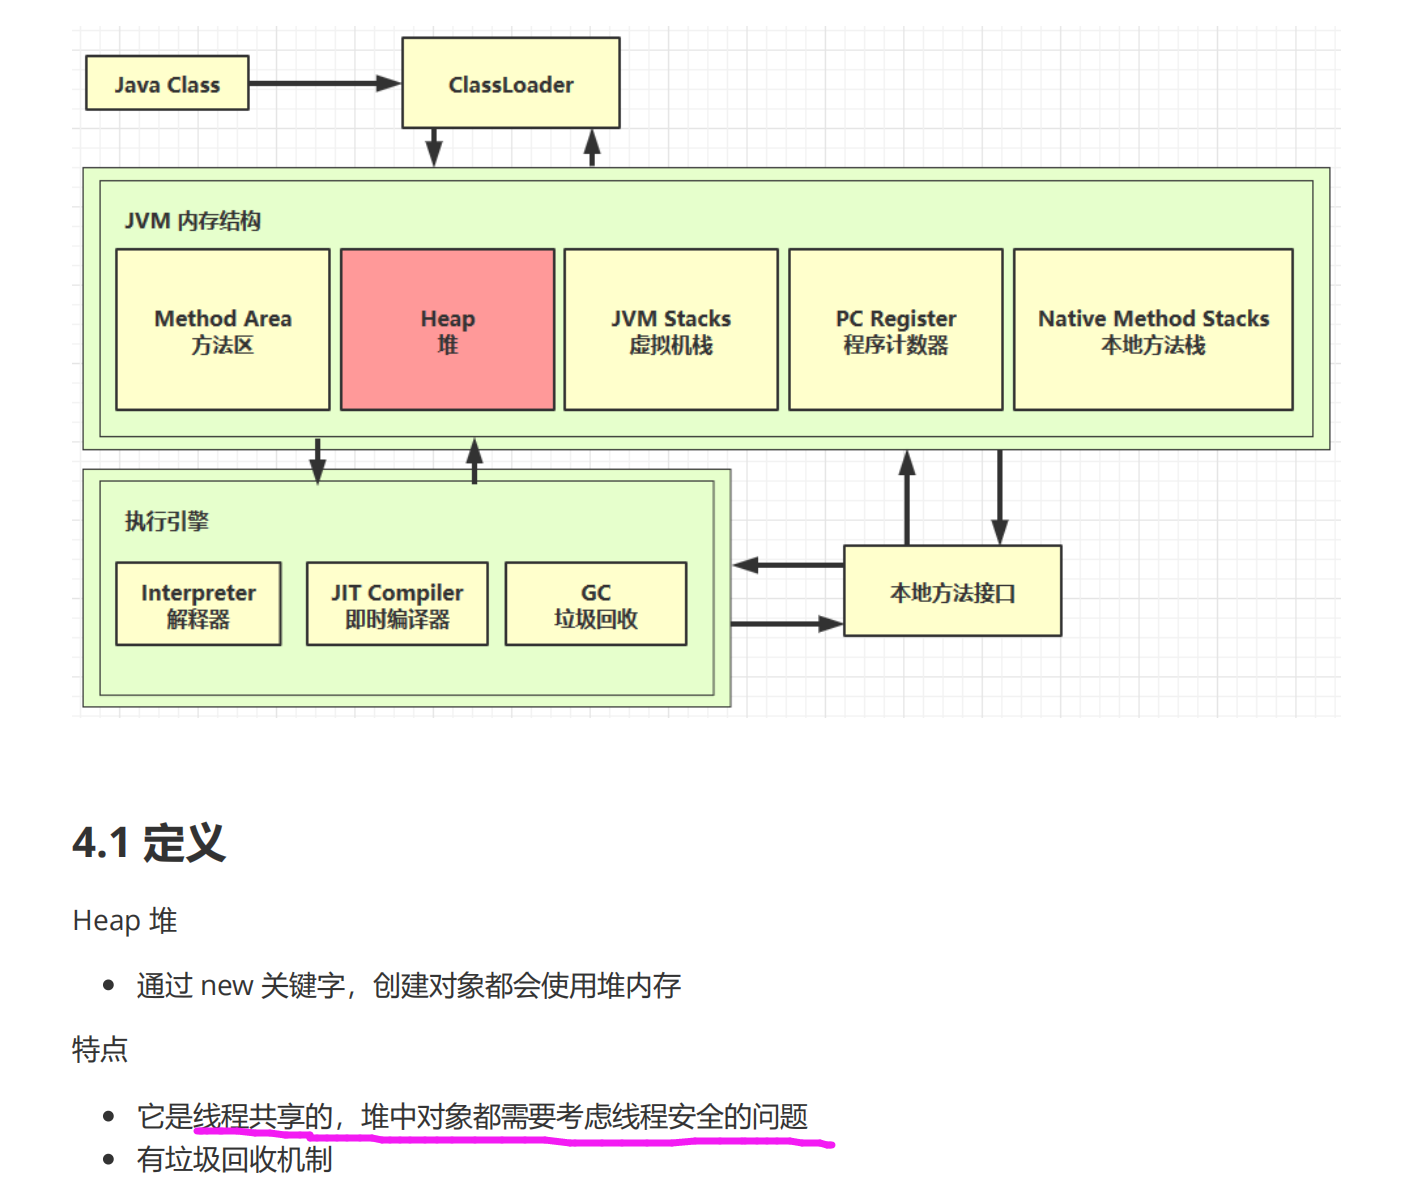 Java Class
ClassLoader
JVM 内存结构
Method Area
方法区
Heap
堆
JVM Stacks
虚拟机栈
PC Register
程序计数器
Native Method Stacks
本地方法栈
执行引擎
Interpreter
解释器
JIT Compiler
即时编译器
GC
垃圾回收
本地方法接口
4.1 定义
Heap 堆
• 通过 new 关键字，创建对象都会使用堆内存
特点
• 它是线程共享的，堆中对象都需要考虑线程安全的问题
• 有垃圾回收机制